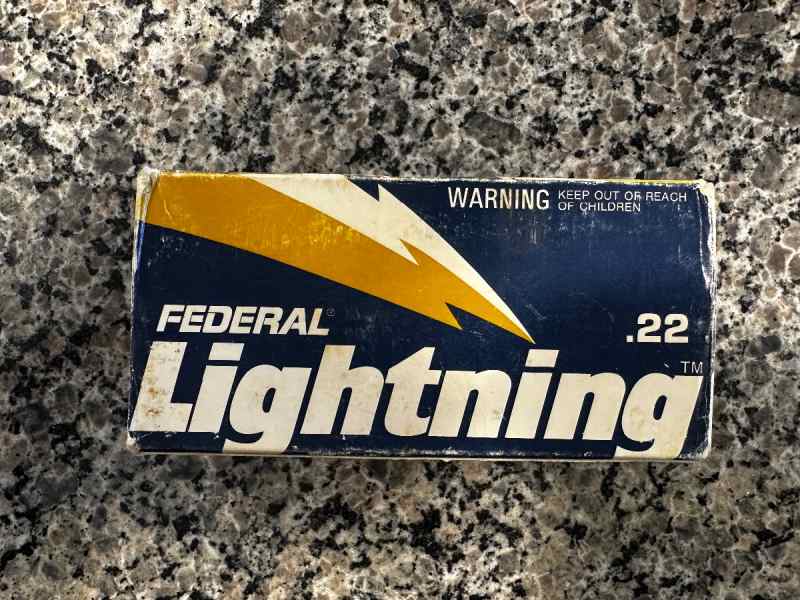 WARNING KEEP OUT OF REACH
OF CHILDREN
FEDERAL®
.22
Lightning™